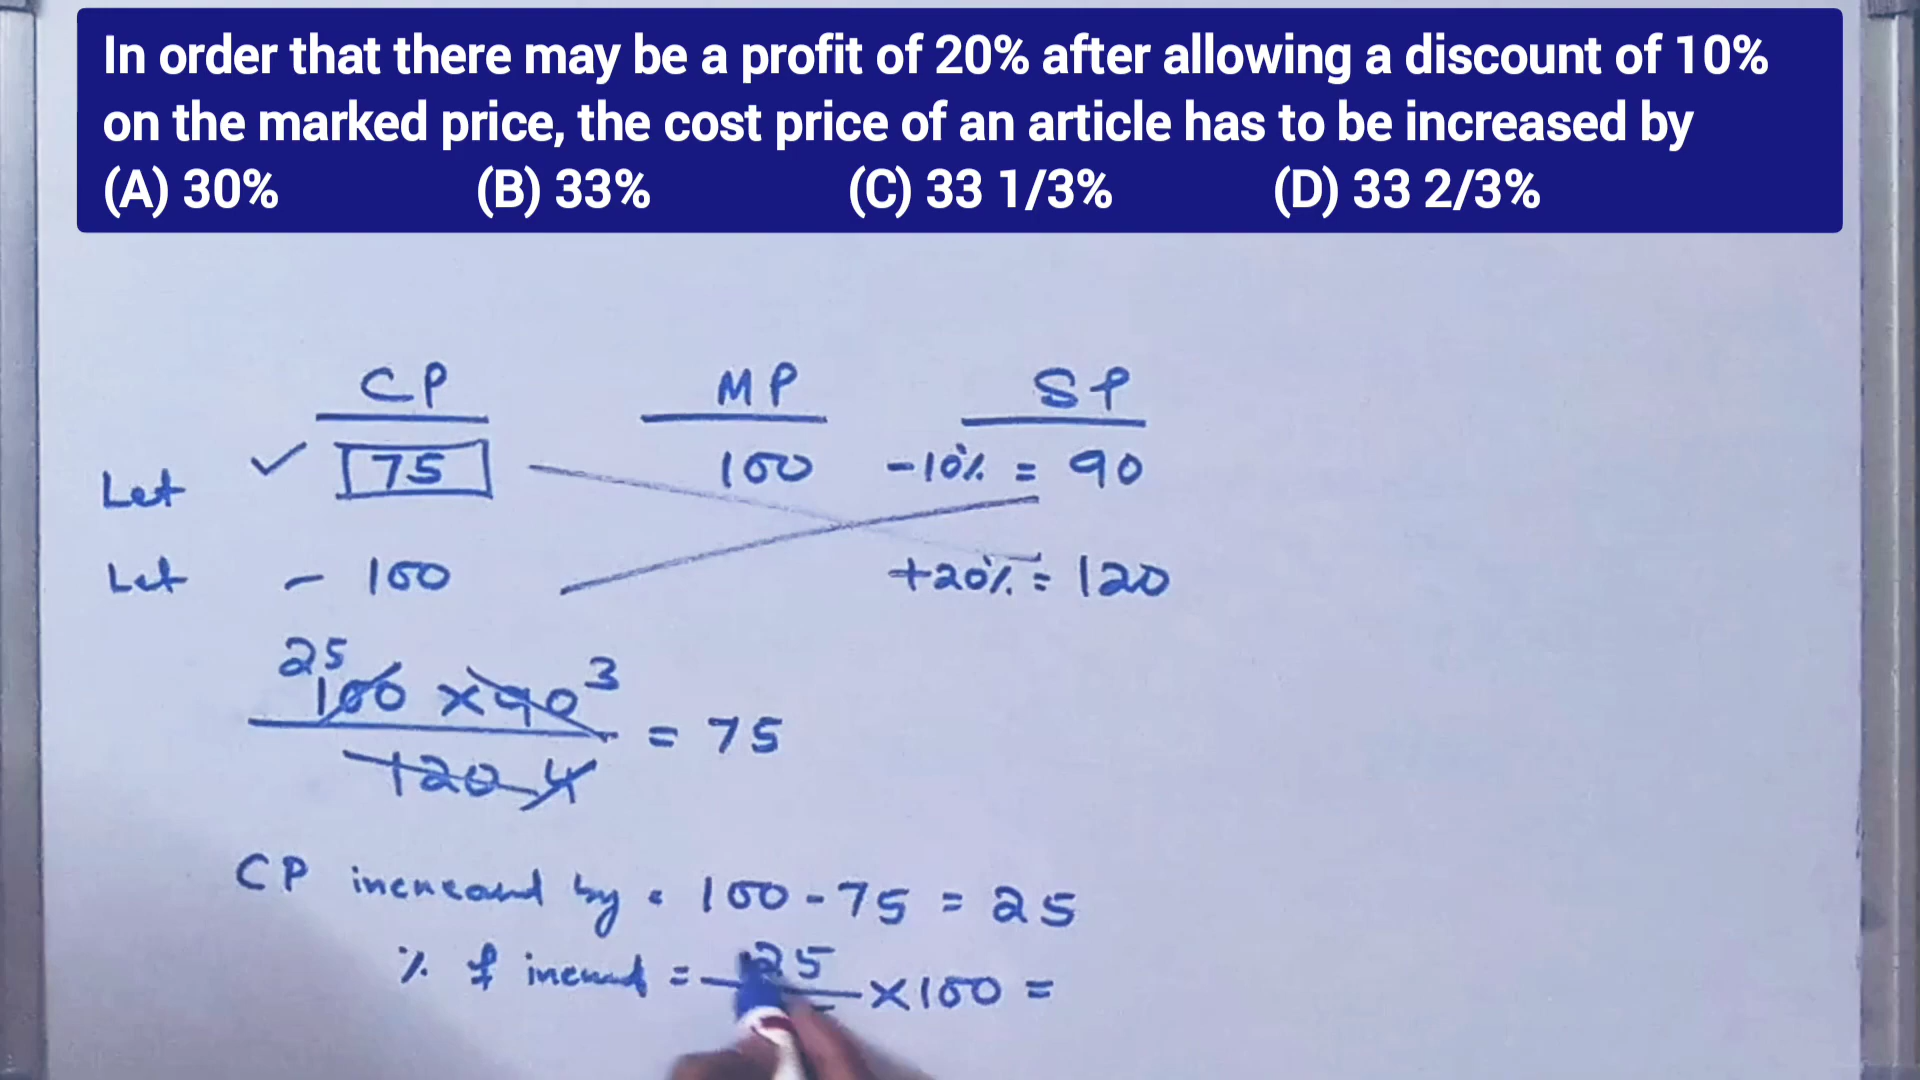 In order that there may be a profit of 20% after allowing a discount of 10%
on the marked price, the cost price of an article has to be increased by
(A) 30% (B) 33% (C) 33 1/3% (D) 33 2/3%
CP MP SP
Let ✓ 75 100 -10% = 90
Let - 100 +20% = 120
25 3
100 × 90
= 75
120 4
CP increased by = 100 - 75 = 25
% of = 25 × 100 =